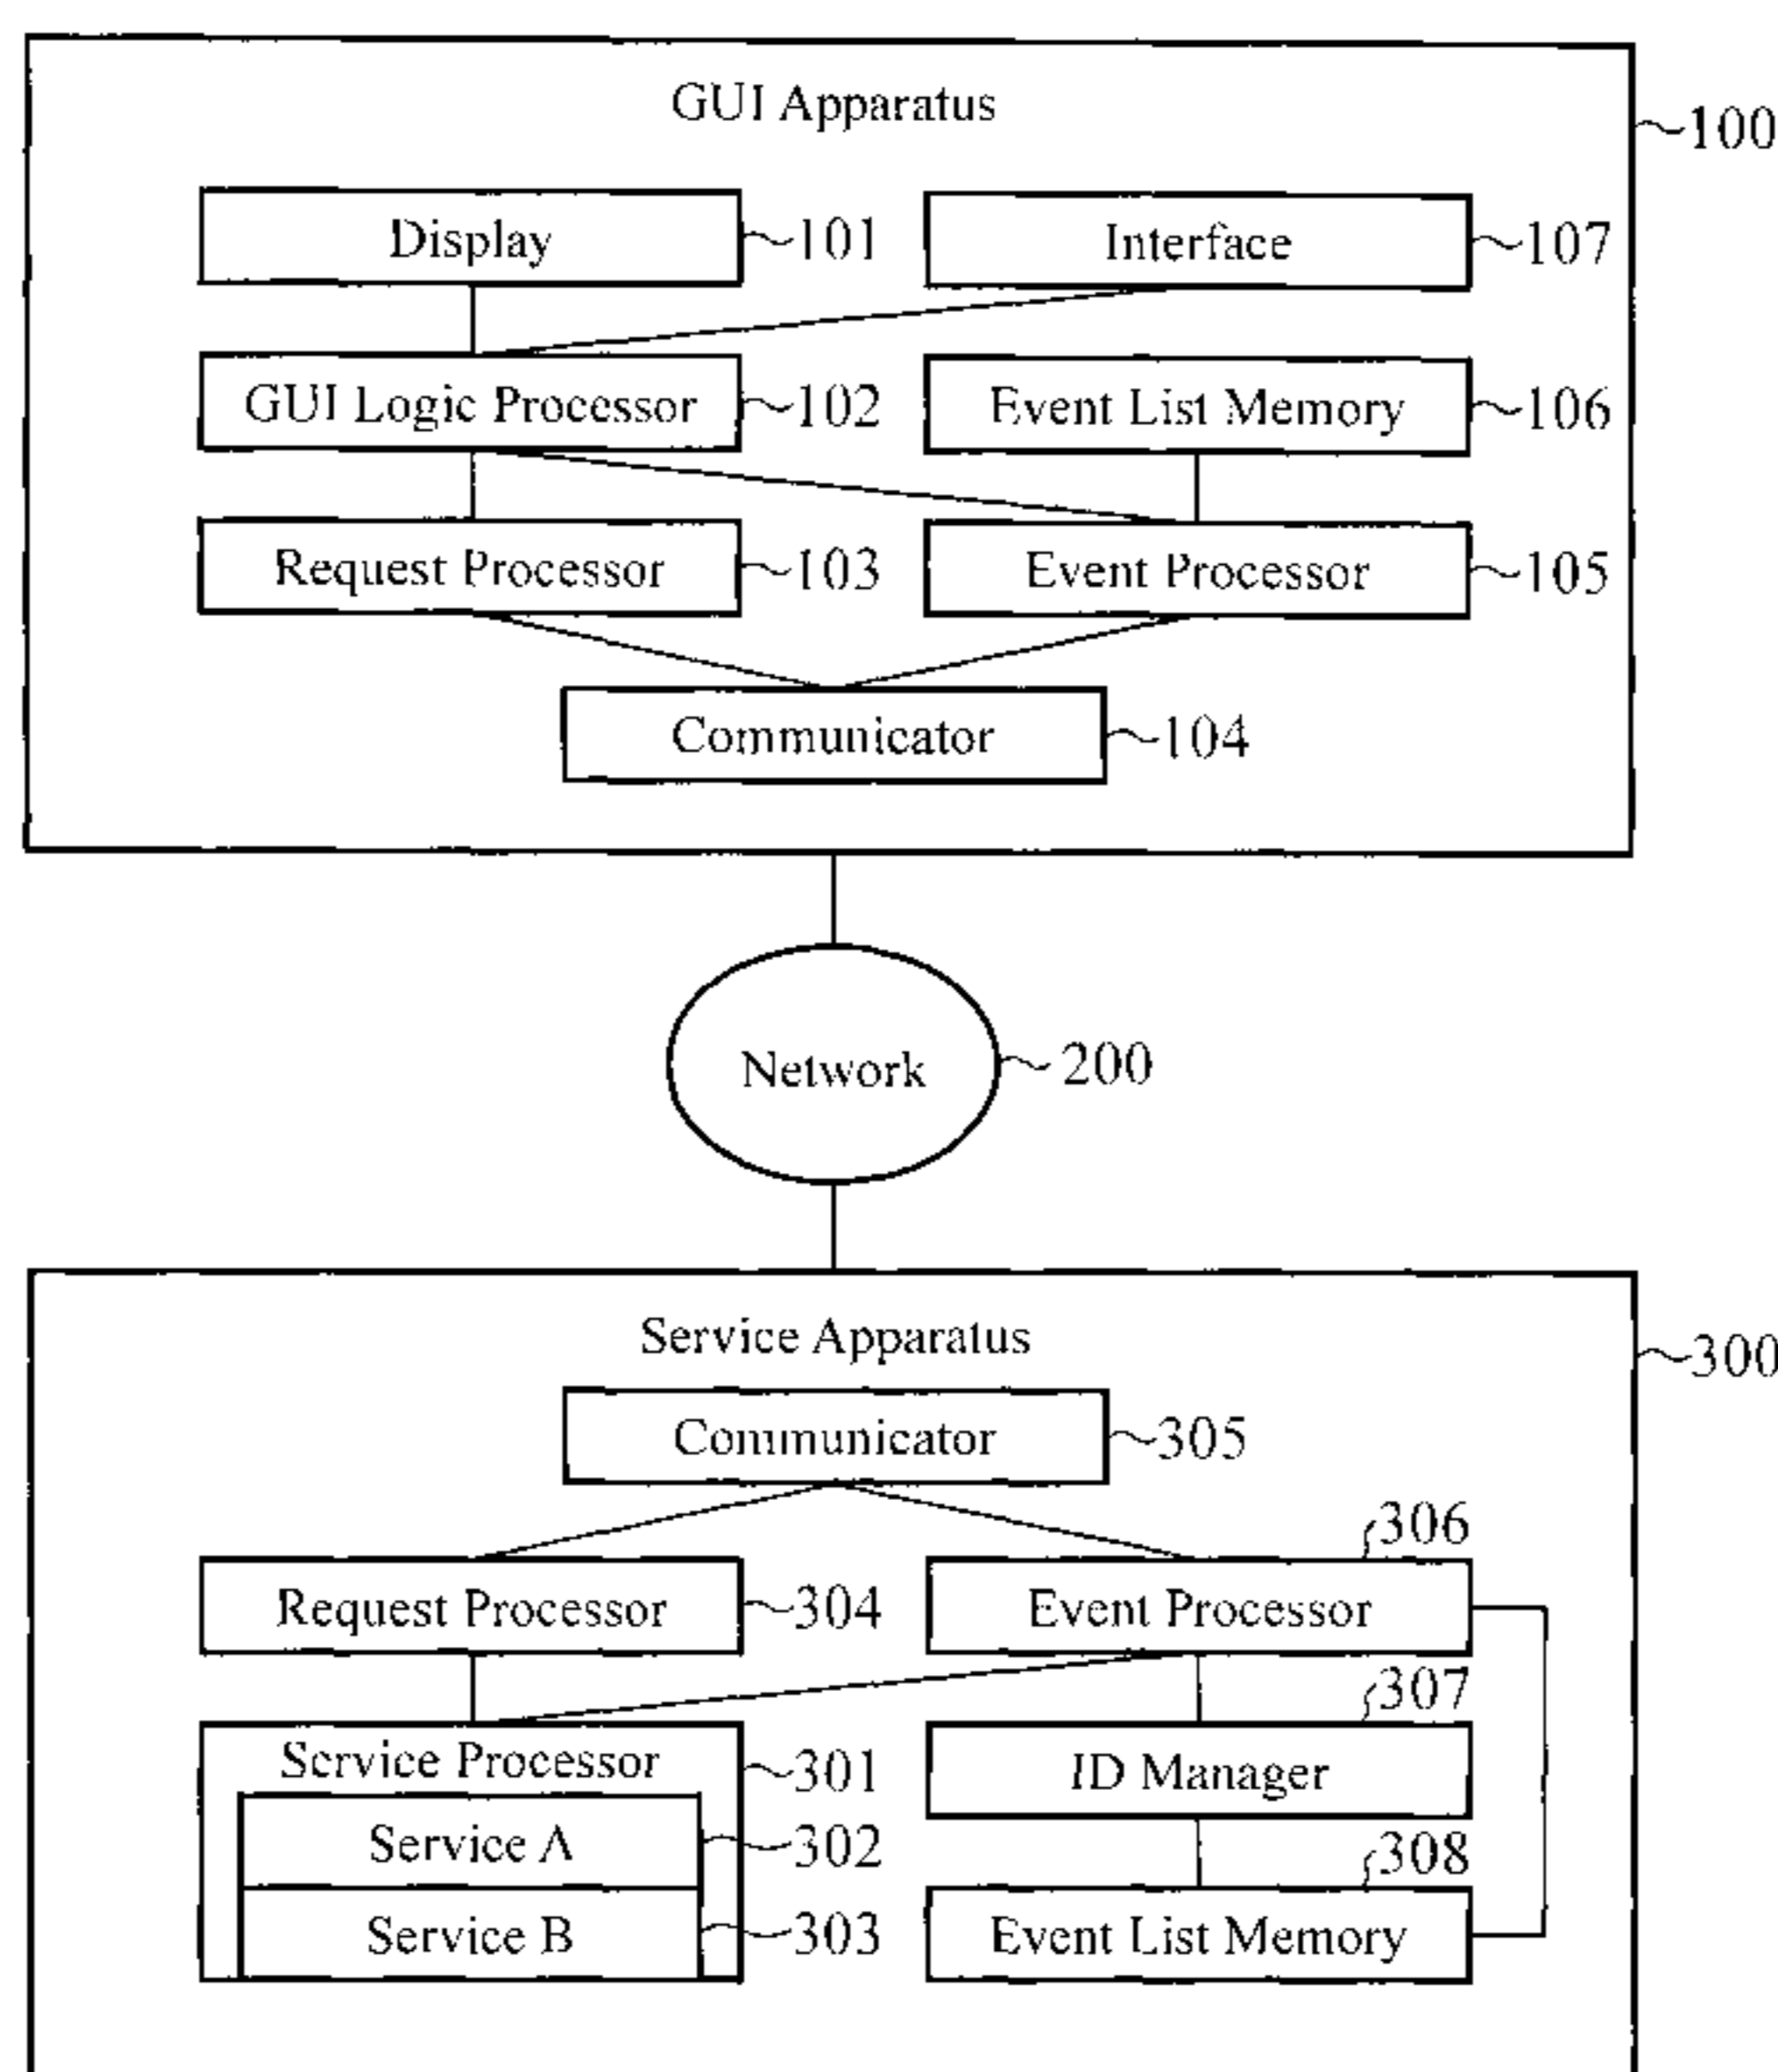 GUI Apparatus
100
Display 101
Interface 107
GUI Logic Processor 102
Event List Memory 106
Request Processor 103
Event Processor 105
Communicator 104
Network 200
Service Apparatus
300
Communicator 305
306
Request Processor 304
Event Processor
307
Service Processor 301
ID Manager
Service A 302
308
Service B 303
Event List Memory